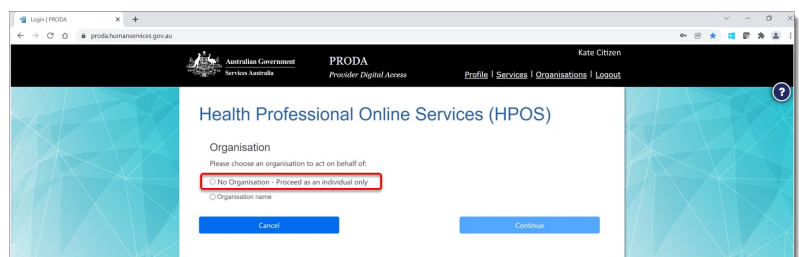 Login | PRODA
proda.humanservices.gov.au
Kate Citizen
Australian Government
Services Australia
PRODA
Provider Digital Access
Profile | Services | Organisations | Logout
?
Health Professional Online Services (HPOS)
Organisation
Please choose an organisation to act on behalf of:
No Organisation - Proceed as an individual only
Organisation name
Cancel
Continue